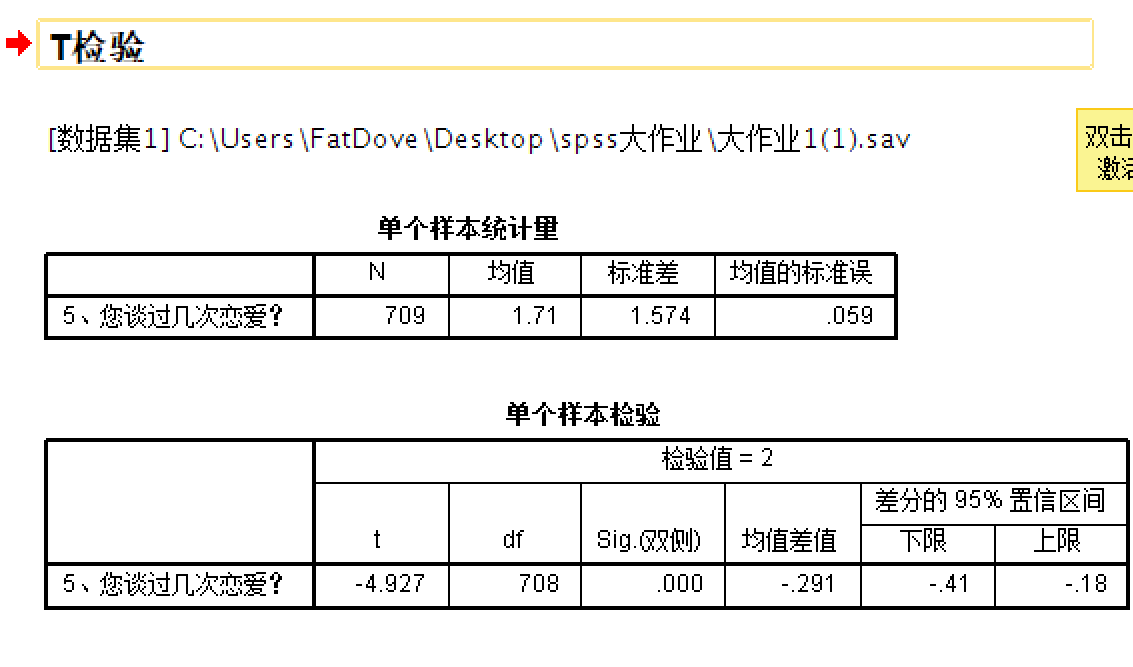 T检验
[数据集1] C:\Users\FatDove\Desktop\spss大作业\大作业1(1).sav
双击
激活
单个样本统计量
N 均值 标准差 均值的标准误
5、您谈过几次恋爱? 709 1.71 1.574 .059
单个样本检验
检验值 = 2
差分的 95% 置信区间
t df Sig.(双侧) 均值差值 下限 上限
5、您谈过几次恋爱? -4.927 708 .000 -.291 -.41 -.18